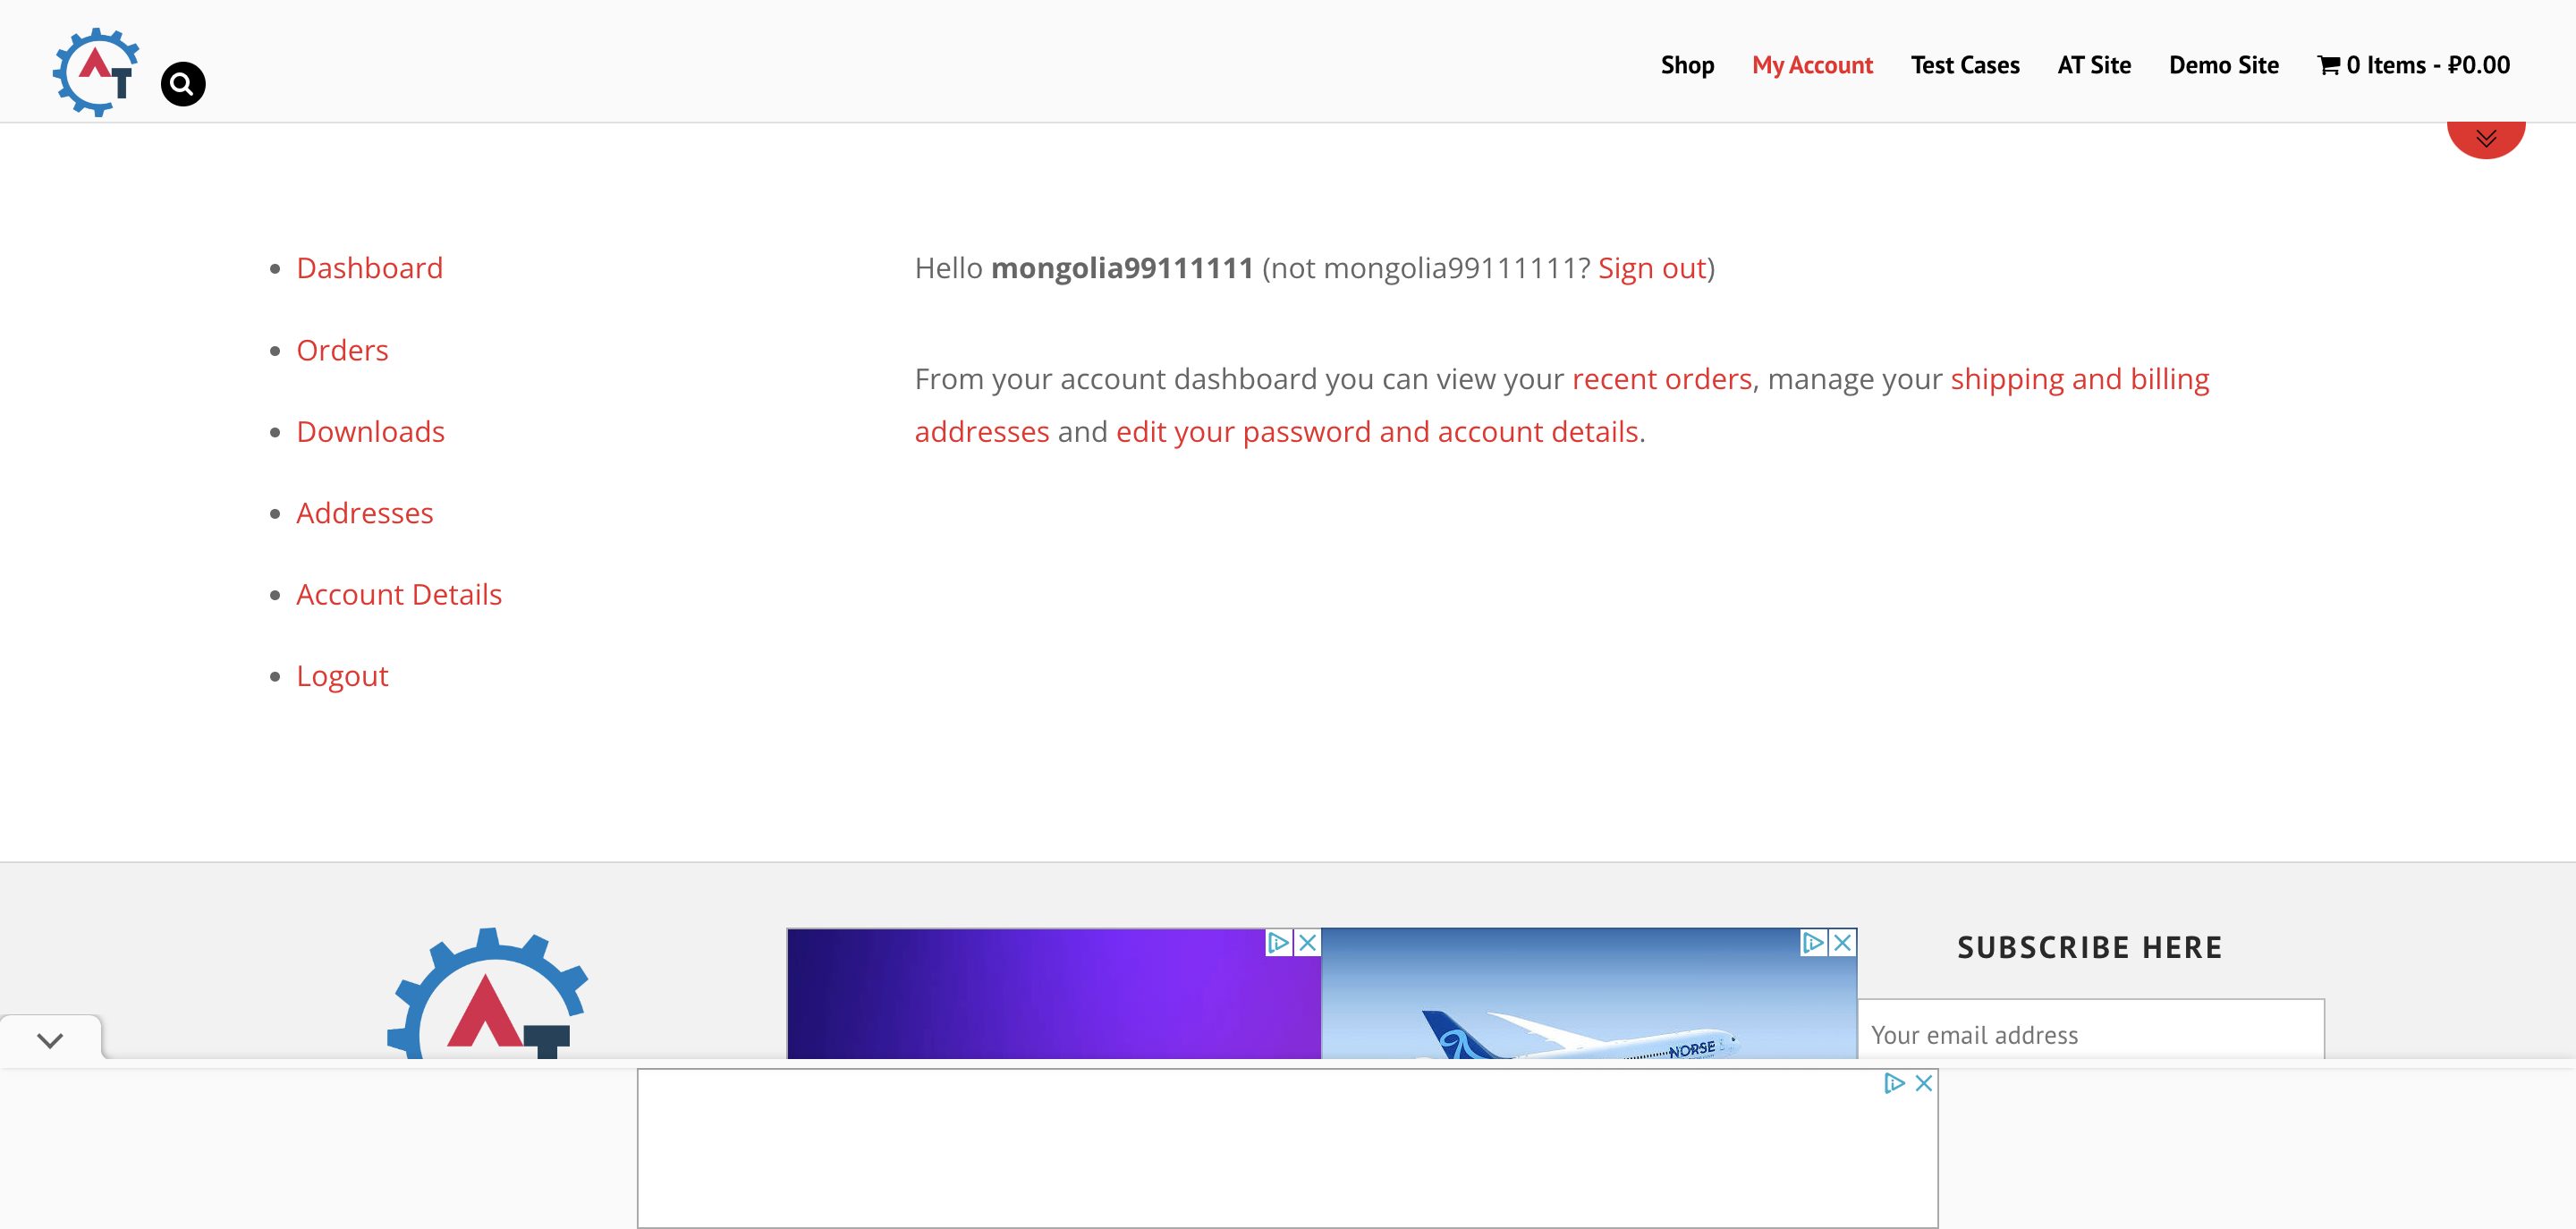 AT
Shop My Account Test Cases AT Site Demo Site 0 Items - ₽0.00
Dashboard
Orders
Downloads
Addresses
Account Details
Logout
Hello mongolia99111111 (not mongolia99111111? Sign out)
From your account dashboard you can view your recent orders, manage your shipping and billing
addresses and edit your password and account details.
AT
NORSE
SUBSCRIBE HERE
Your email address